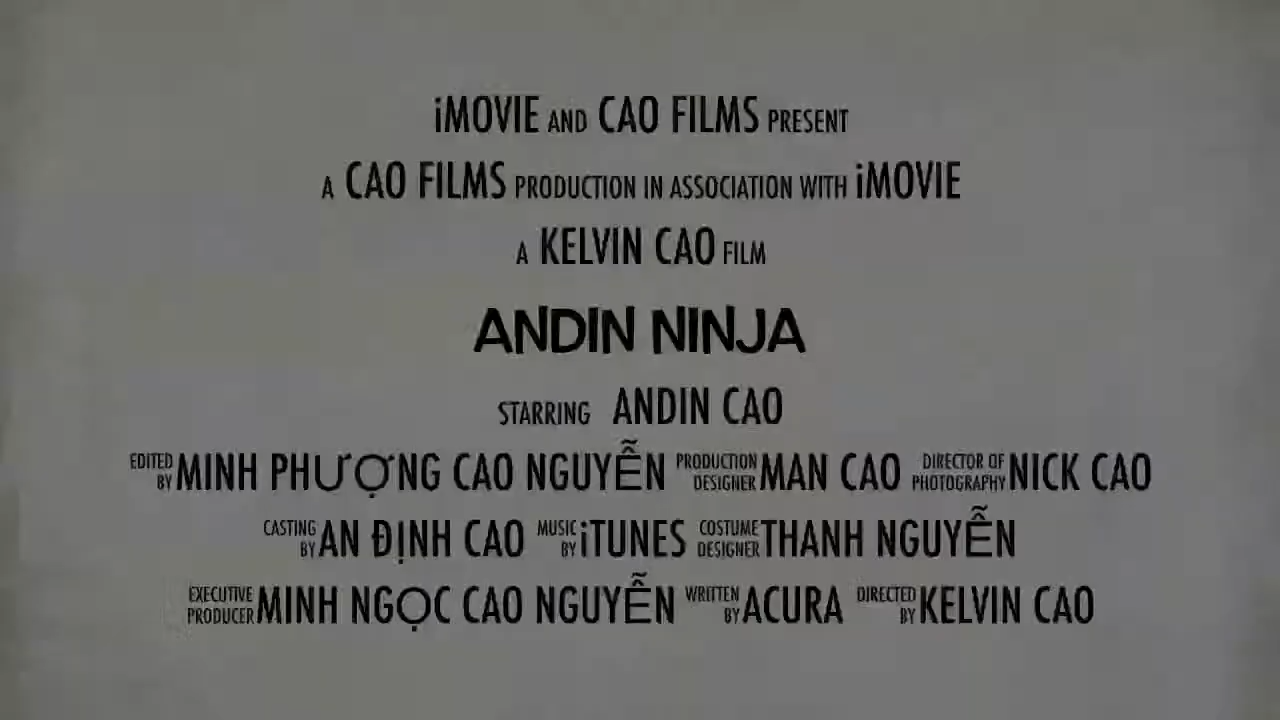 iMOVIE AND CAO FILMS PRESENT
A CAO FILMS PRODUCTION IN ASSOCIATION WITH iMOVIE
A KELVIN CAO FILM
ANDIN NINJA
STARRING ANDIN CAO
EDITED BY MINH PHƯỢNG CAO NGUYỄN PRODUCTION DESIGNER MAN CAO DIRECTOR OF PHOTOGRAPHY NICK CAO
CASTING BY AN ĐỊNH CAO MUSIC BY iTUNES COSTUME DESIGNER THANH NGUYỄN
EXECUTIVE PRODUCER MINH NGỌC CAO NGUYỄN WRITTEN BY ACURA DIRECTED BY KELVIN CAO